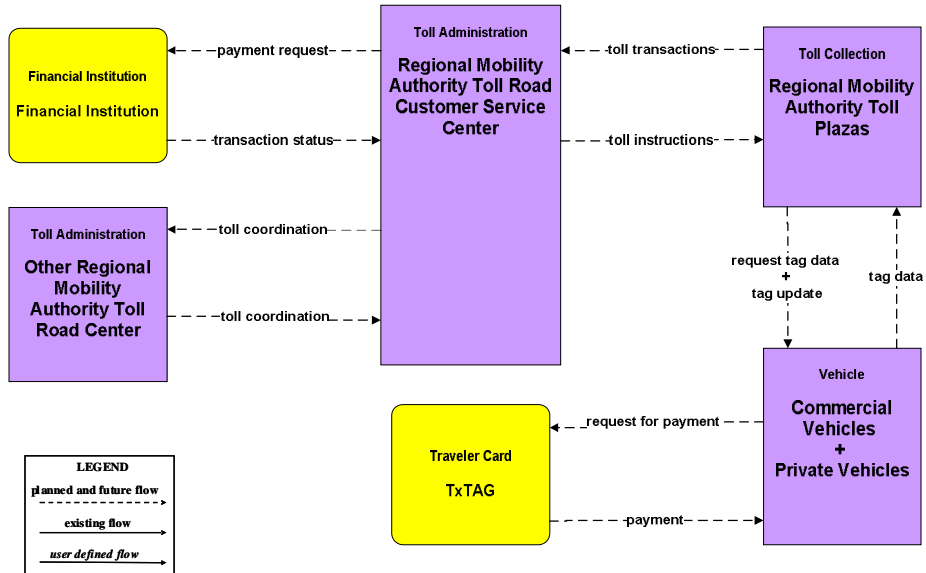 Financial Institution
Financial Institution
payment request
transaction status
Toll Administration
Regional Mobility
Authority Toll Road
Customer Service
Center
toll transactions
toll instructions
Toll Collection
Regional Mobility
Authority Toll
Plazas
Toll Administration
Other Regional
Mobility
Authority Toll
Road Center
toll coordination
toll coordination
request tag data
+
tag update
tag data
Vehicle
Commercial
Vehicles
+
Private Vehicles
request for payment
payment
Traveler Card
TxTAG
LEGEND
planned and future flow
existing flow
user defined flow